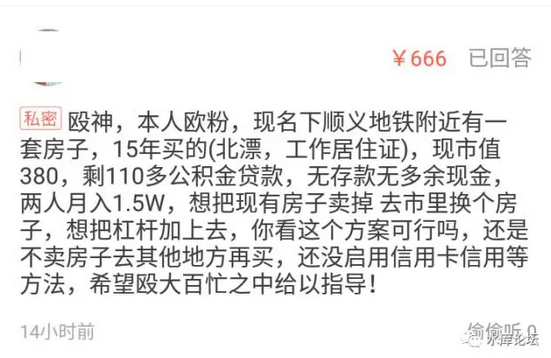 ￥666 已回答
私密 殴神，本人欧粉，现名下顺义地铁附近有一
套房子，15年买的(北漂，工作居住证)，现市值
380，剩110多公积金贷款，无存款无多余现金，
两人月入1.5W，想把现有房子卖掉 去市里换个房
子，想把杠杆加上去，你看这个方案可行吗，还是
不卖房子去其他地方再买，还没启用信用卡信用等
方法，希望殴大百忙之中给以指导！
14小时前 偷偷听 0
水库论坛